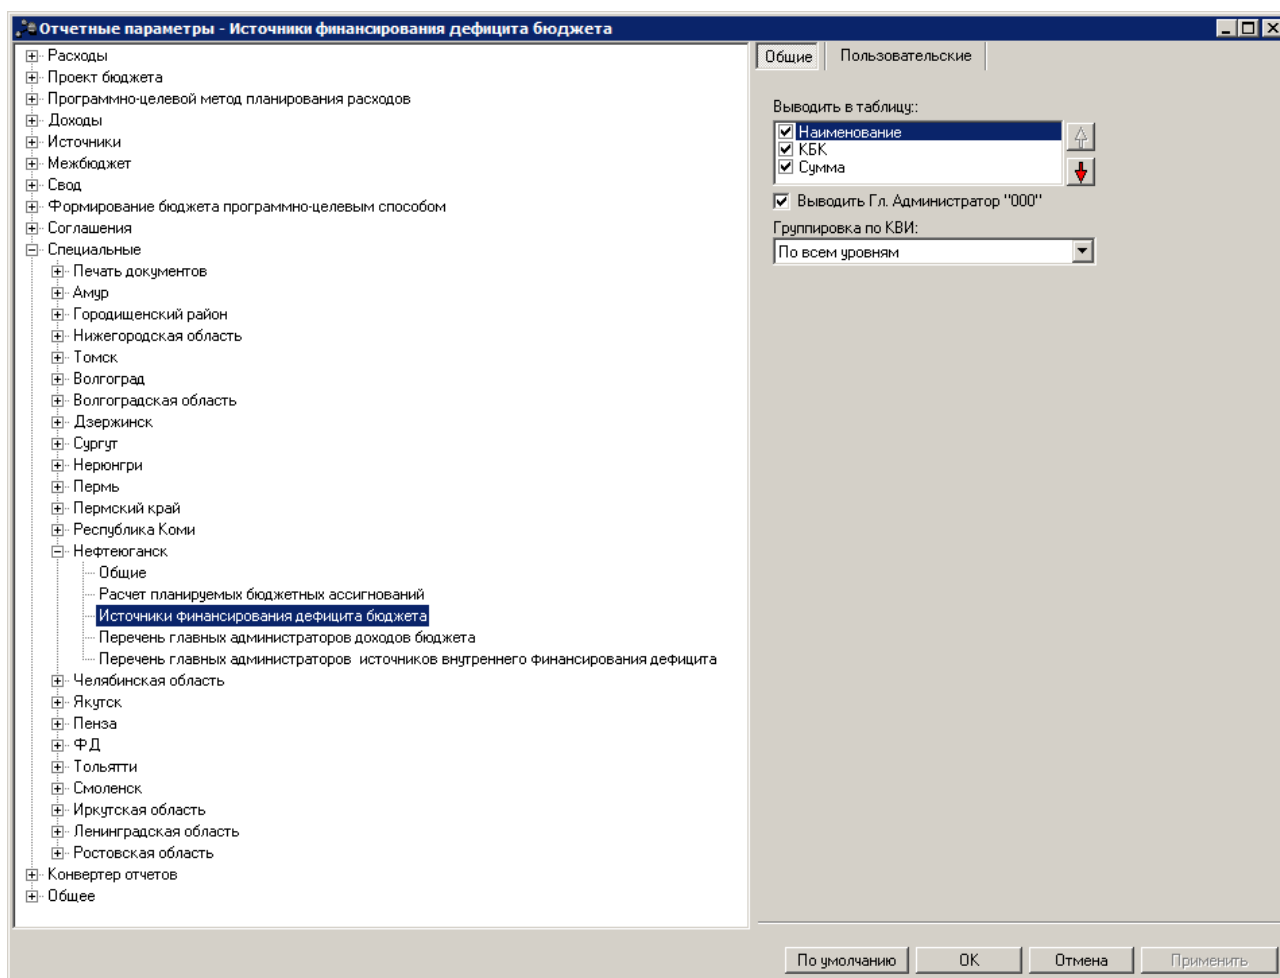 Отчетные параметры - Источники финансирования дефицита бюджета
Расходы
Проект бюджета
Программно-целевой метод планирования расходов
Доходы
Источники
Межбюджет
Свод
Формирование бюджета программно-целевым способом
Соглашения
Специальные
Печать документов
Амур
Городищенский район
Нижегородская область
Томск
Волгоград
Волгоградская область
Дзержинск
Сургут
Нерюнгри
Пермь
Пермский край
Республика Коми
Нефтеюганск
Общие
Расчет планируемых бюджетных ассигнований
Источники финансирования дефицита бюджета
Перечень главных администраторов доходов бюджета
Перечень главных администраторов  источников внутреннего финансирования дефицита
Челябинская область
Якутск
Пенза
ФД
Тольятти
Смоленск
Иркутская область
Ленинградская область
Ростовская область
Конвертер отчетов
Общее
Общие Пользовательские
Выводить в таблицу::
Наименование
КБК
Сумма
Выводить Гл. Администратор "000"
Группировка по КВИ:
По всем уровням
По умолчанию OK Отмена Применить